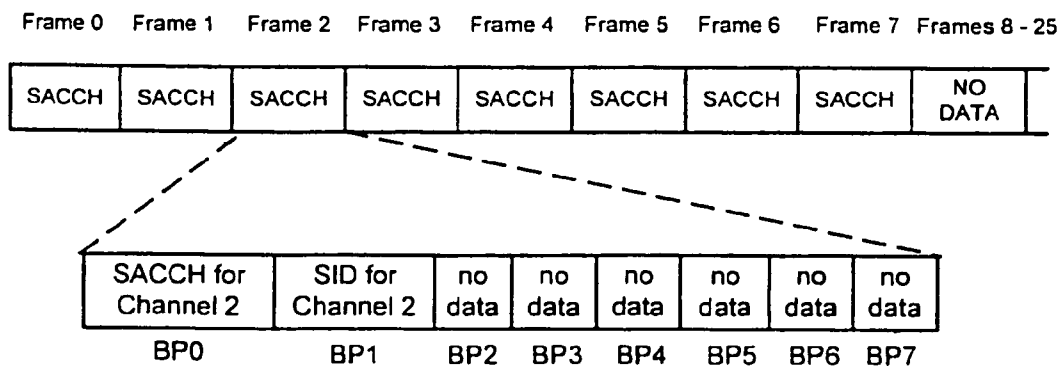 Frame 0 Frame 1 Frame 2 Frame 3 Frame 4 Frame 5 Frame 6 Frame 7 Frames 8 - 25
SACCH SACCH SACCH SACCH SACCH SACCH SACCH SACCH NO DATA
SACCH for Channel 2
SID for Channel 2
no data
no data
no data
no data
no data
no data
BP0 BP1 BP2 BP3 BP4 BP5 BP6 BP7